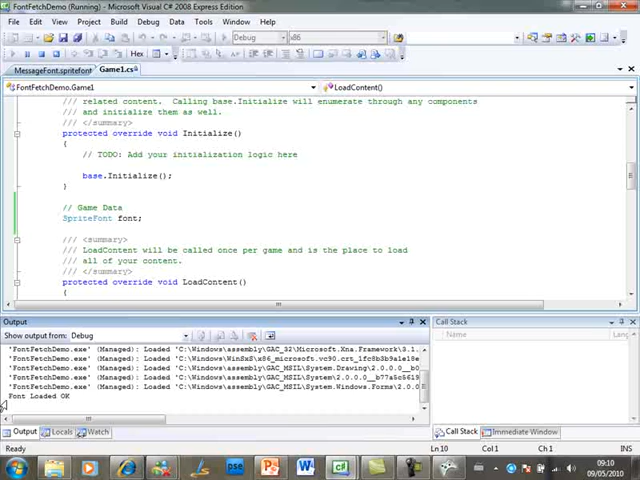 FontFetchDemo (Running) - Microsoft Visual C# 2008 Express Edition
File Edit View Project Build Debug Data Tools Window Help
Debug x86
Hex
MessageFont.spritefont Game1.cs*
FontFetchDemo.Game1 LoadContent()
/// related content.  Calling base.Initialize will enumerate through any components
/// and initialize them as well.
/// </summary>
protected override void Initialize()
{
// TODO: Add your initialization logic here
base.Initialize();
}
// Game Data
SpriteFont font;
/// <summary>
/// LoadContent will be called once per game and is the place to load
/// all of your content.
/// </summary>
protected override void LoadContent()
{
Output Call Stack
Show output from: Debug
Name
'FontFetchDemo.exe' (Managed): Loaded 'C:\Windows\assembly\GAC_32\Microsoft.Xna.Framework\3.1.
'FontFetchDemo.exe' (Managed): Loaded 'C:\Windows\WinSxS\x86_microsoft.vc90.crt_1fc8b3b9a1e18e
'FontFetchDemo.exe' (Managed): Loaded 'C:\Windows\assembly\GAC_MSIL\System.Drawing\2.0.0.0__b0
'FontFetchDemo.exe' (Managed): Loaded 'C:\Windows\assembly\GAC_MSIL\System\2.0.0.0__b77a5c5619
'FontFetchDemo.exe' (Managed): Loaded 'C:\Windows\assembly\GAC_MSIL\System.Windows.Forms\2.0.0
Font Loaded OK
Output Locals Watch Call Stack Immediate Window
Ready Ln 10 Col 1 Ch 1
pse
09:10
09/05/2010